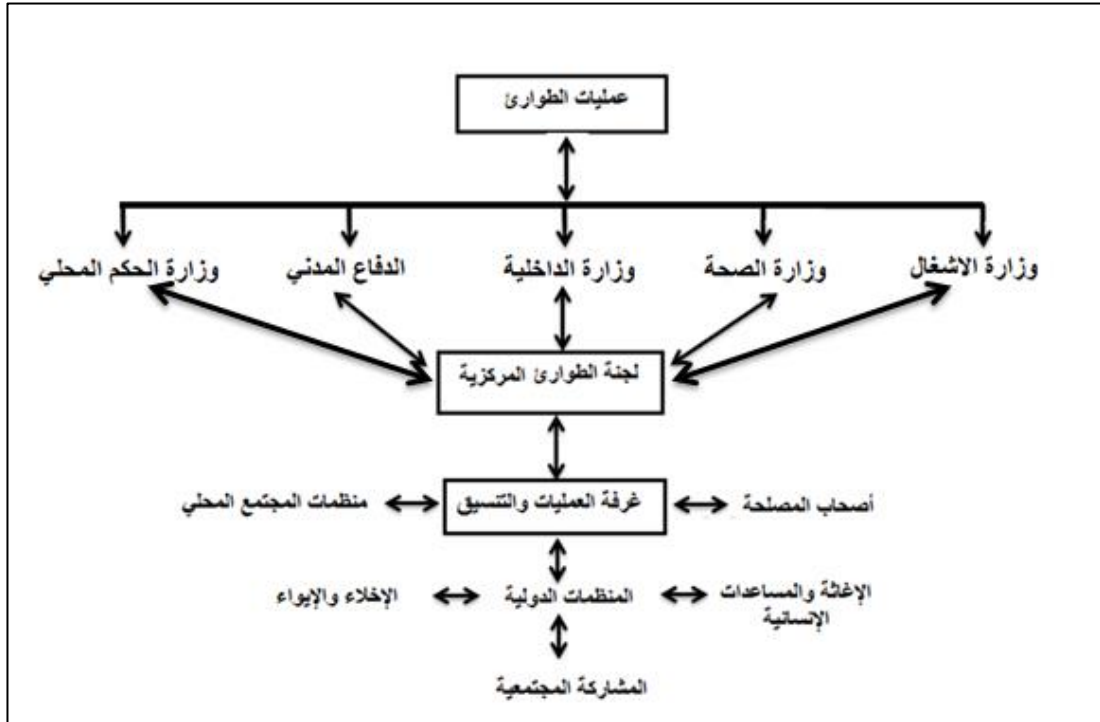 عمليات الطوارئ
وزارة الاشغال
وزارة الصحة
وزارة الداخلية
الدفاع المدني
وزارة الحكم المحلي
لجنة الطوارئ المركزية
أصحاب المصلحة
غرفة العمليات والتنسيق
منظمات المجتمع المحلي
الإغاثة والمساعدات
الإنسانية
المنظمات الدولية
الإخلاء والإيواء
المشاركة المجتمعية